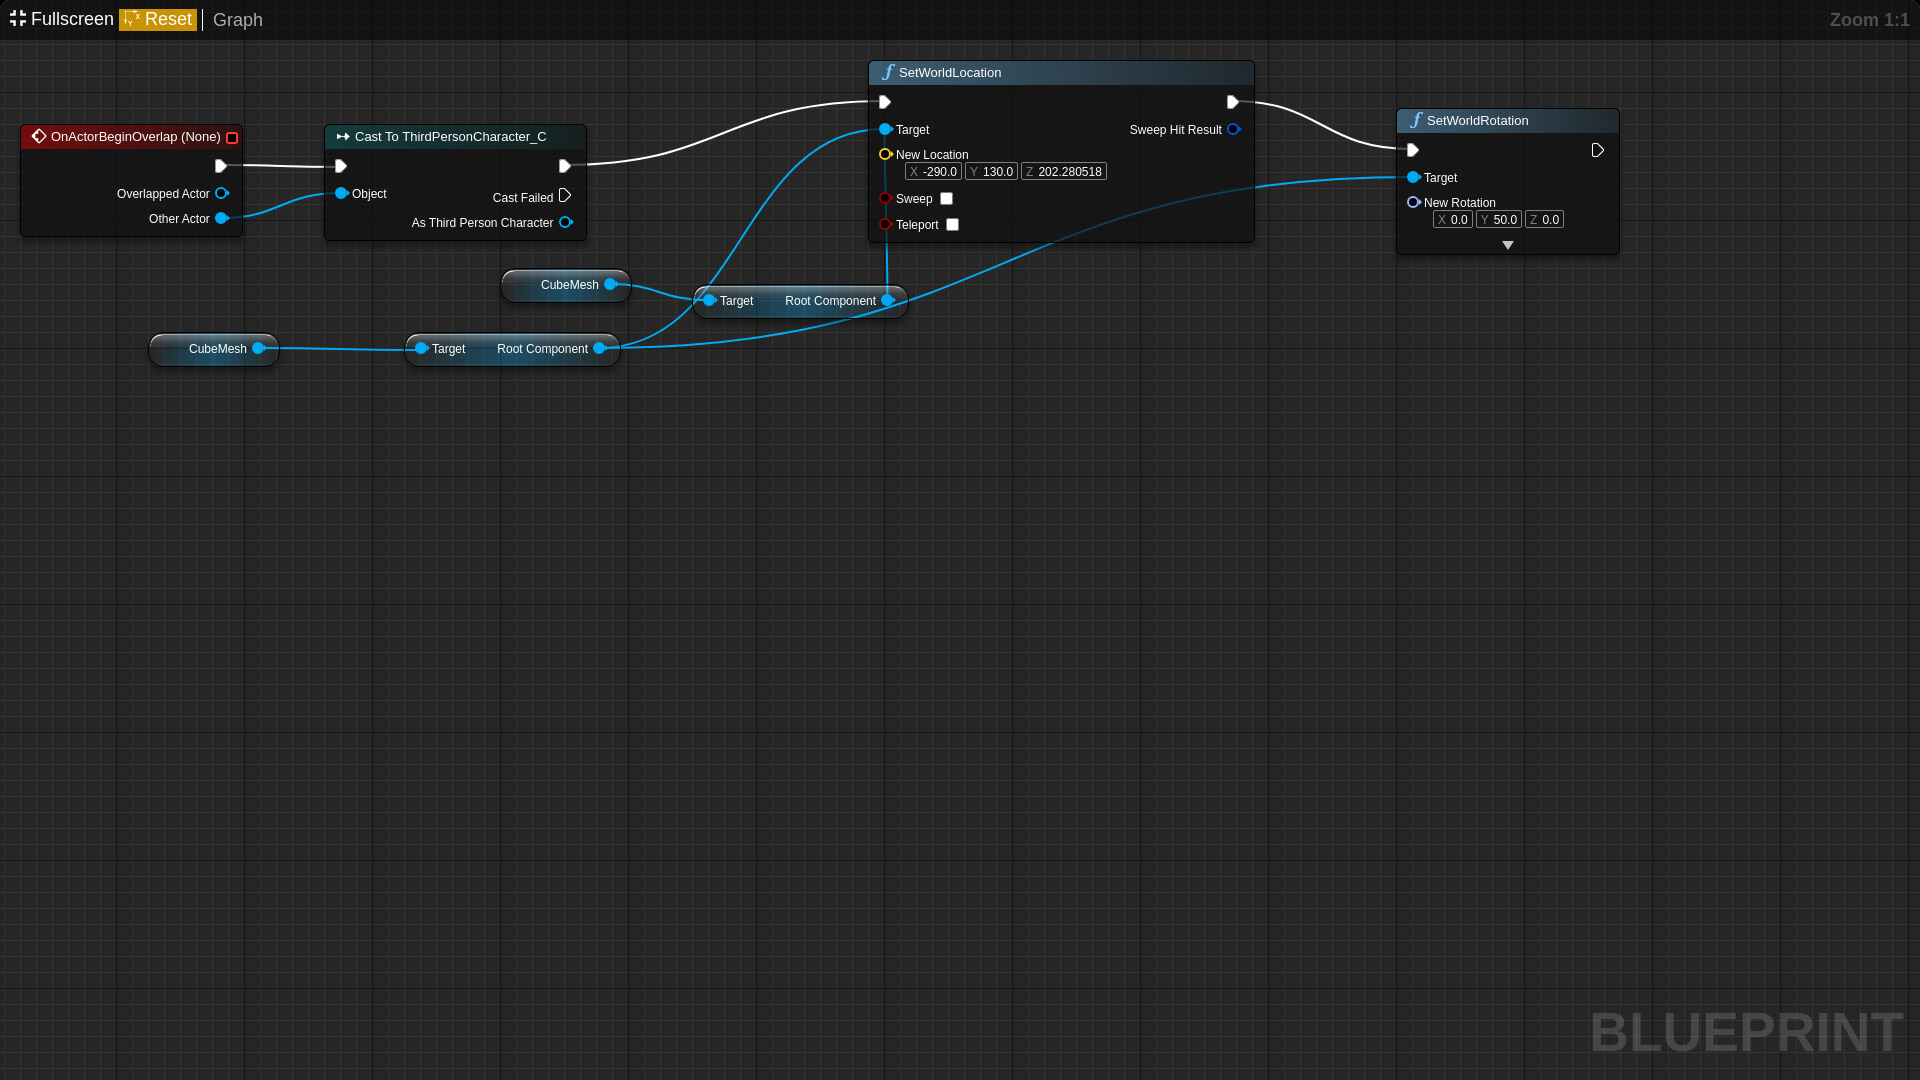 Fullscreen Reset Graph Zoom 1:1
OnActorBeginOverlap (None)
Overlapped Actor
Other Actor
Cast To ThirdPersonCharacter_C
Object
Cast Failed
As Third Person Character
SetWorldLocation
Target Sweep Hit Result
New Location
X -290.0 Y 130.0 Z 202.280518
Sweep
Teleport
SetWorldRotation
Target
New Rotation
X 0.0 Y 50.0 Z 0.0
CubeMesh
Target Root Component
CubeMesh
Target Root Component
BLUEPRINT